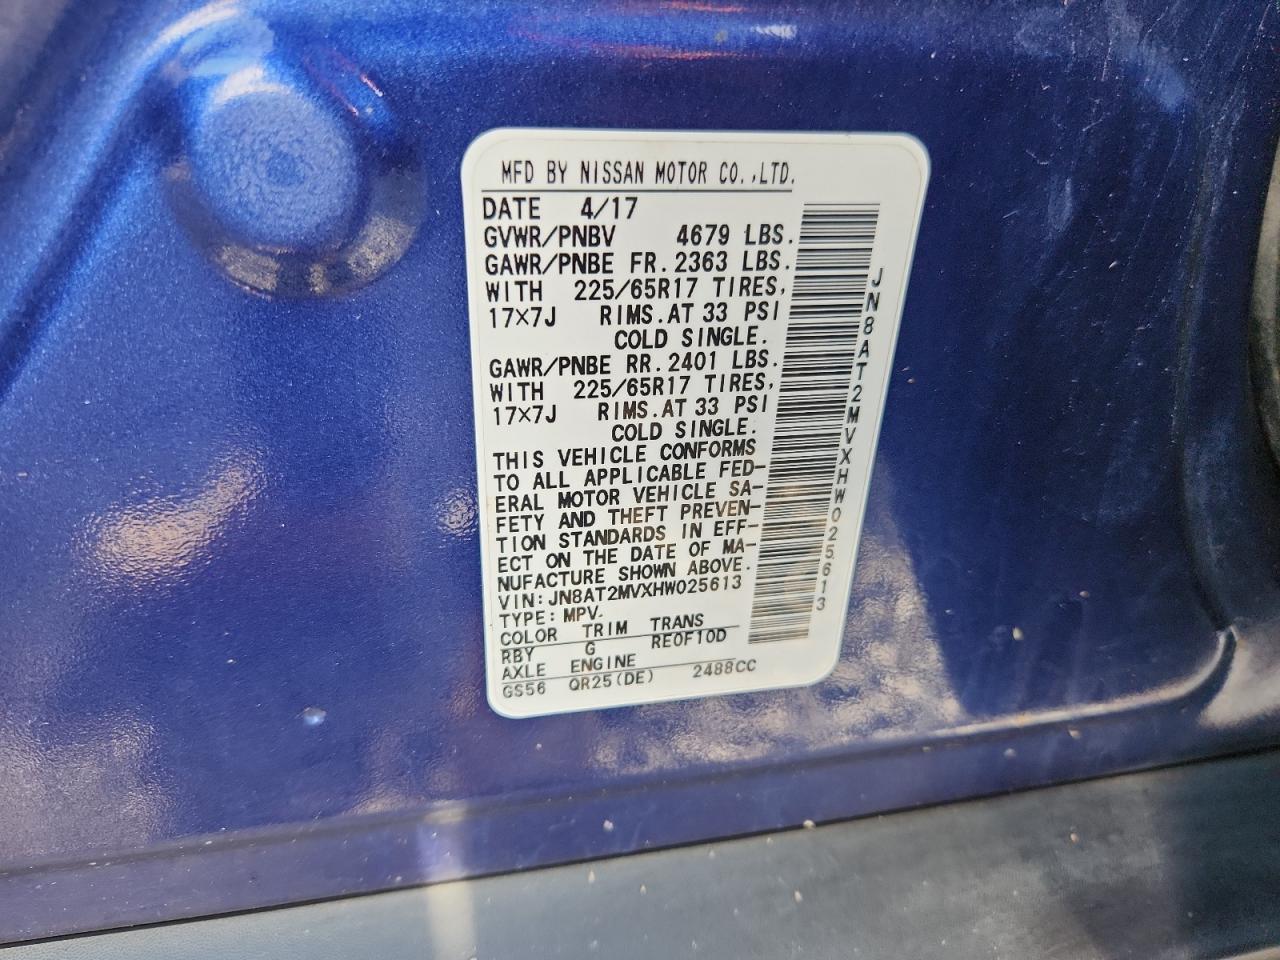 MFD BY NISSAN MOTOR CO.,LTD.
DATE 4/17
GVWR/PNBV 4679 LBS.
GAWR/PNBE FR.2363 LBS.
WITH 225/65R17 TIRES,
17×7J RIMS.AT 33 PSI
COLD SINGLE.
GAWR/PNBE RR.2401 LBS.
WITH 225/65R17 TIRES,
17×7J RIMS.AT 33 PSI
COLD SINGLE.
THIS VEHICLE CONFORMS
TO ALL APPLICABLE FED-
ERAL MOTOR VEHICLE SA-
FETY AND THEFT PREVEN-
TION STANDARDS IN EFF-
ECT ON THE DATE OF MA-
NUFACTURE SHOWN ABOVE.
VIN:JN8AT2MVXHW025613
TYPE:MPV.
COLOR TRIM TRANS
RBY G RE0F10D
AXLE ENGINE
GS56 QR25(DE) 2488CC
JN8AT2MVXHW025613